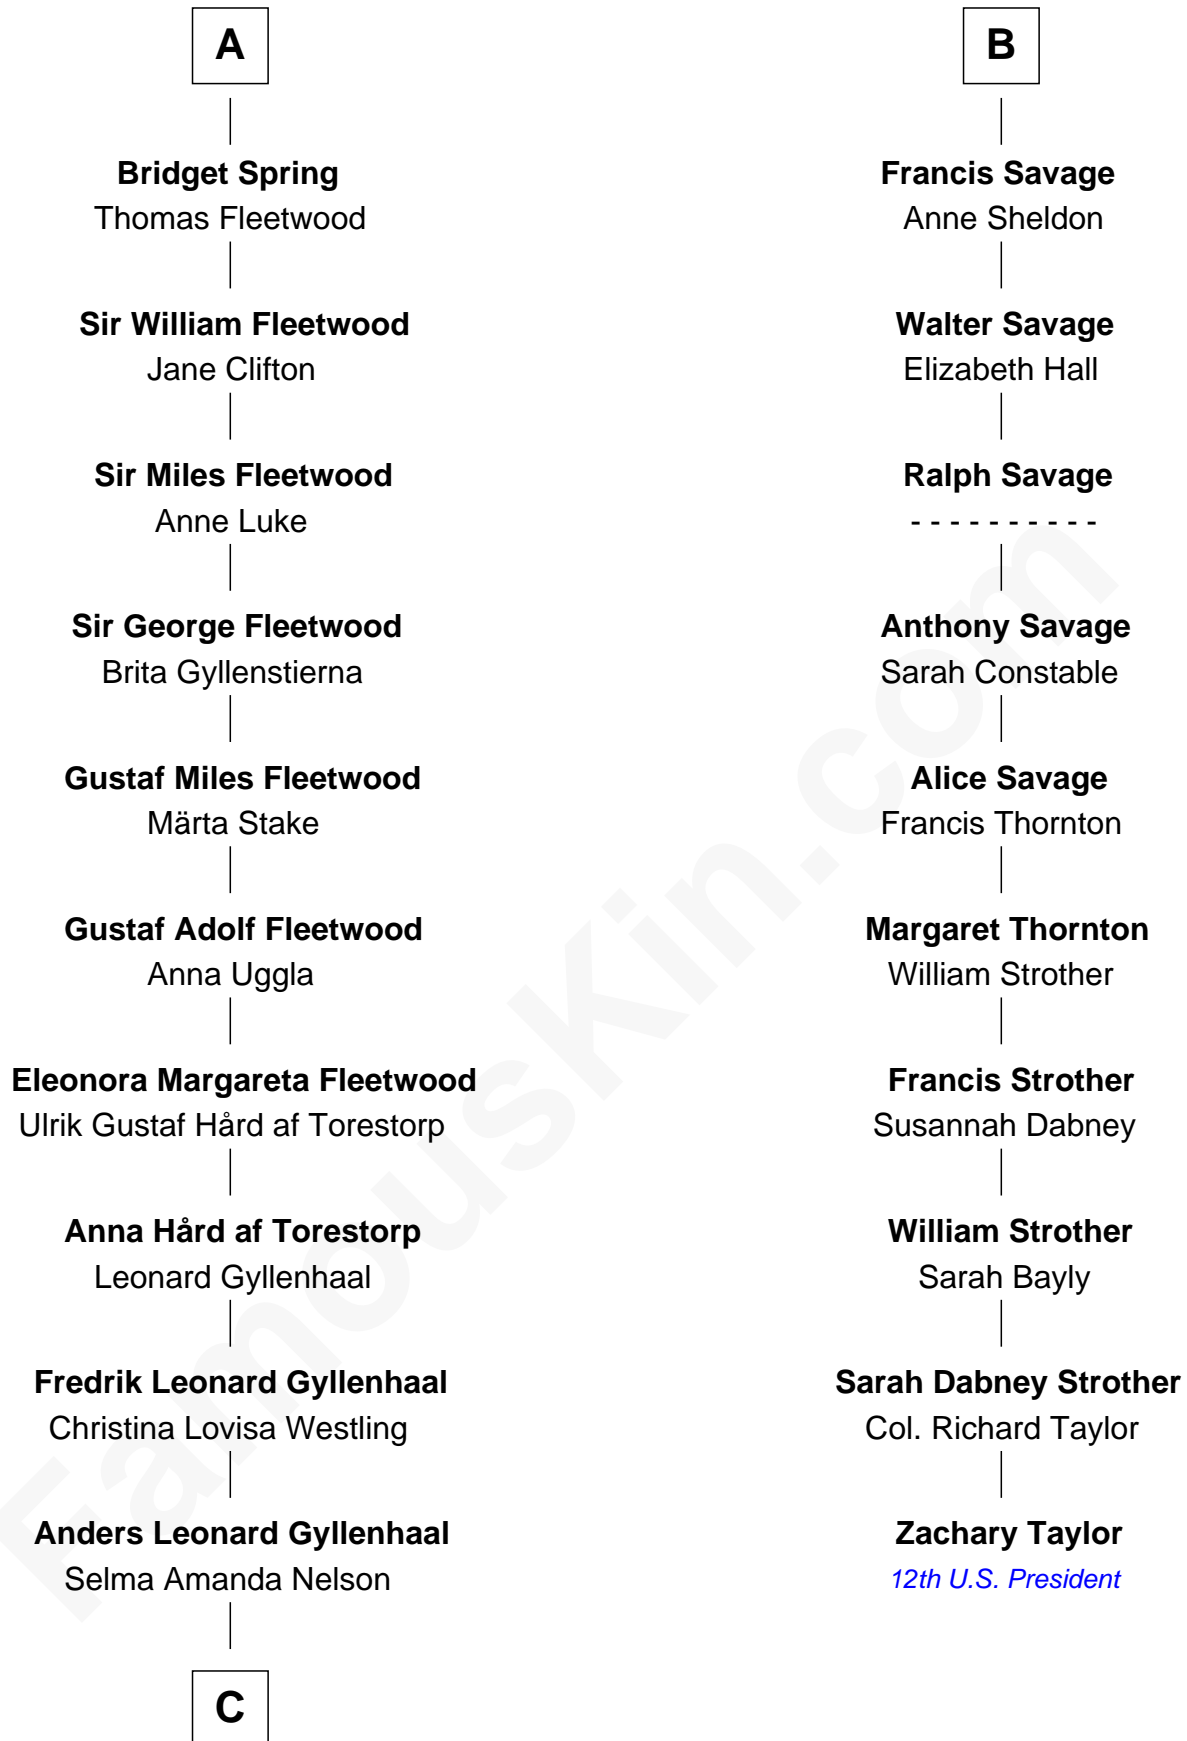 A
Bridget Spring
Thomas Fleetwood
Sir William Fleetwood
Jane Clifton
Sir Miles Fleetwood
Anne Luke
Sir George Fleetwood
Brita Gyllenstierna
Gustaf Miles Fleetwood
Märta Stake
Gustaf Adolf Fleetwood
Anna Uggla
Eleonora Margareta Fleetwood
Ulrik Gustaf Hård af Torestorp
Anna Hård af Torestorp
Leonard Gyllenhaal
Fredrik Leonard Gyllenhaal
Christina Lovisa Westling
Anders Leonard Gyllenhaal
Selma Amanda Nelson
C
B
Francis Savage
Anne Sheldon
Walter Savage
Elizabeth Hall
Ralph Savage
- - - - - - - - - -
Anthony Savage
Sarah Constable
Alice Savage
Francis Thornton
Margaret Thornton
William Strother
Francis Strother
Susannah Dabney
William Strother
Sarah Bayly
Sarah Dabney Strother
Col. Richard Taylor
Zachary Taylor
12th U.S. President
FamousKin.com